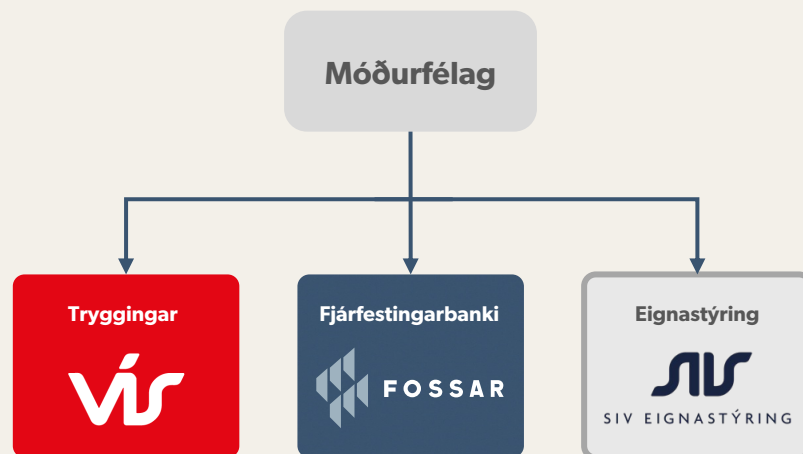 Móðurfélag
Tryggingar
VÍS
Fjárfestingarbanki
FOSSAR
Eignastýring
SIV
SIV EIGNASTÝRING